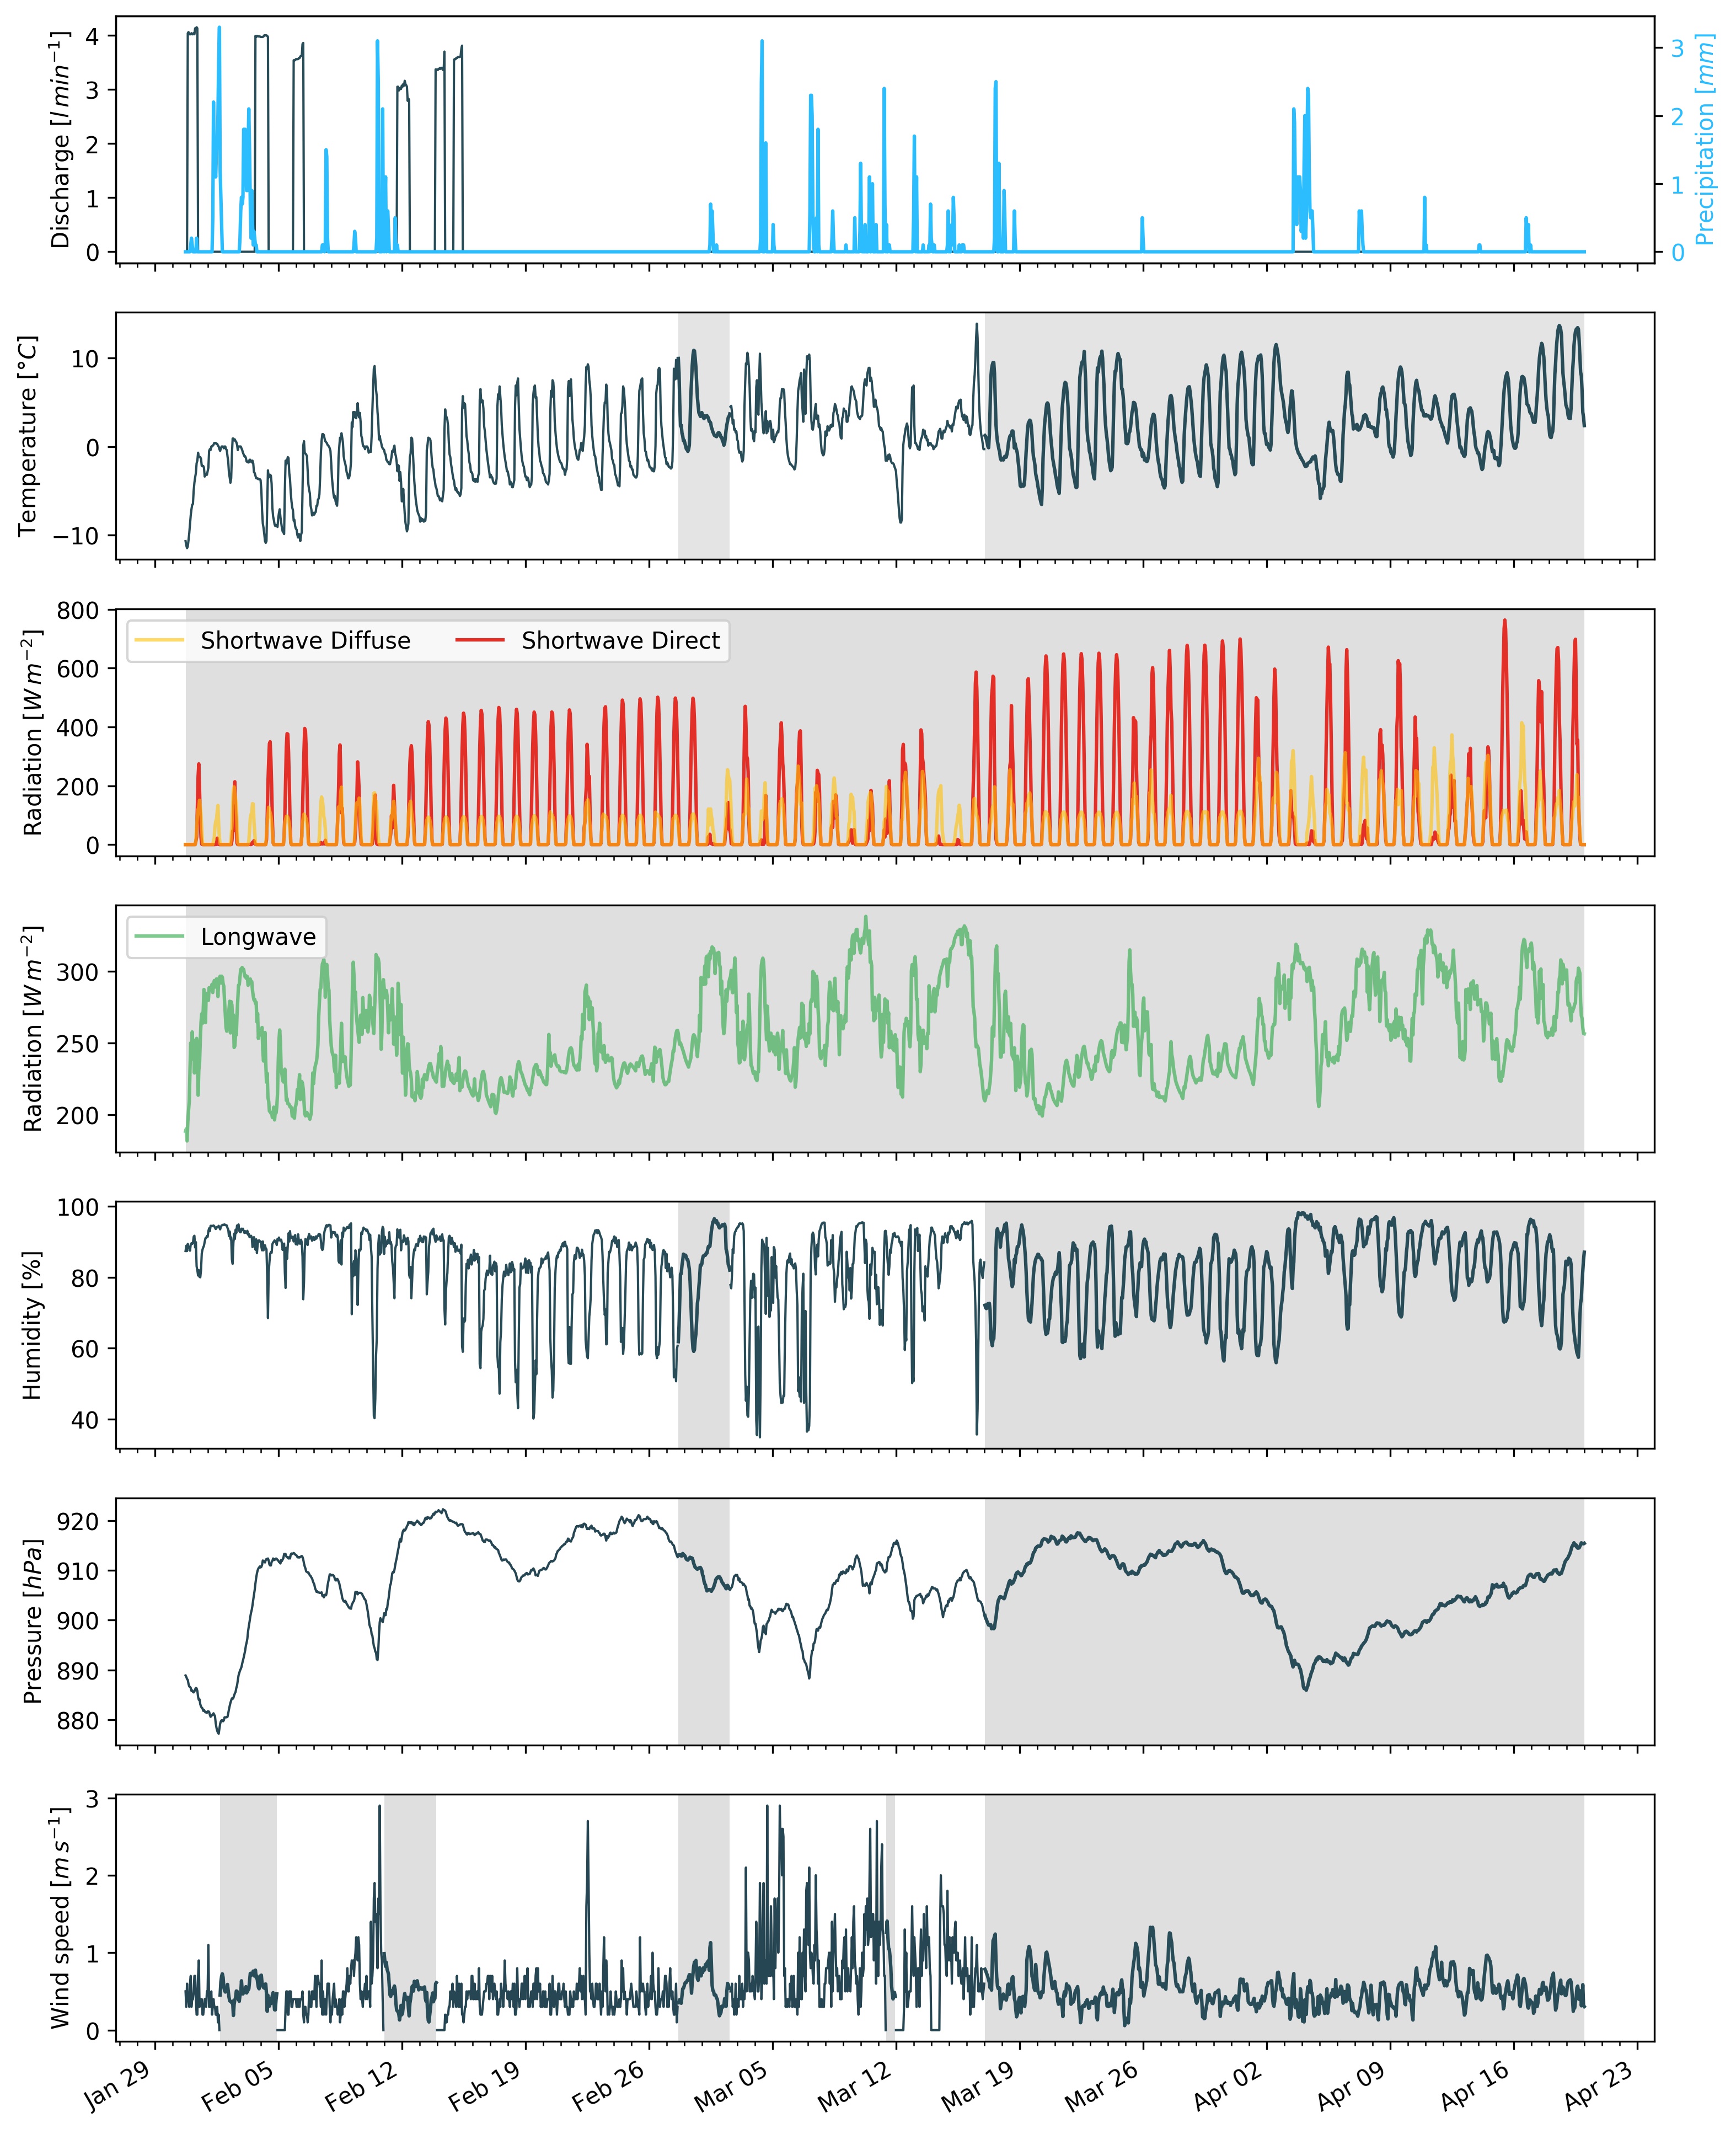 Discharge [l min⁻¹]
4
3
2
1
0
Precipitation [mm]
3
2
1
0
Temperature [°C]
10
0
−10
Radiation [W m⁻²]
800
600
400
200
0
Shortwave Diffuse
Shortwave Direct
Radiation [W m⁻²]
300
250
200
Longwave
Humidity [%]
100
80
60
40
Pressure [hPa]
920
910
900
890
880
Wind speed [m s⁻¹]
3
2
1
0
Jan 29
Feb 05
Feb 12
Feb 19
Feb 26
Mar 05
Mar 12
Mar 19
Mar 26
Apr 02
Apr 09
Apr 16
Apr 23